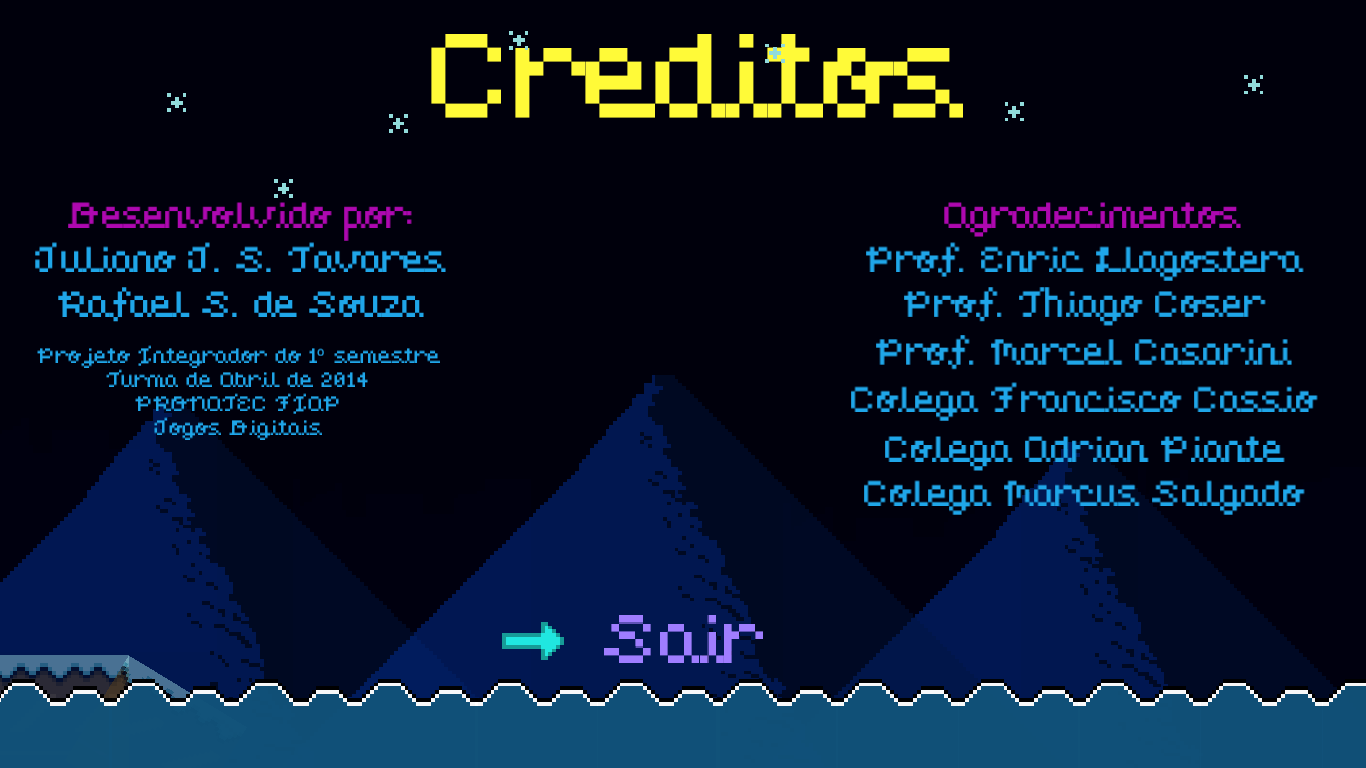 Creditos
Desenvolvido por:
Juliano J. S. Tavares
Rafael S. de Souza
Projeto Integrador do 1º semestre
Turma de Abril de 2014
PRONATEC FIAP
Jogos Digitais
Agradecimentos
Prof. Enric Llagostera
Prof. Thiago Coser
Prof. Marcel Casarini
Colega Francisco Cassio
Colega Adrian Piante
Colega Marcus Salgado
Sair